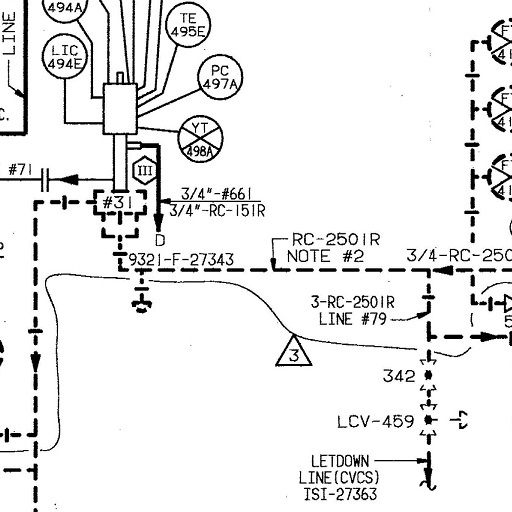 494A
TE
495E
LINE
LIC
494E
PC
497A
C.
YT
498A
#71
III
#31
3/4"-#661
3/4"-RC-151R
D
9321-F-27343
RC-2501R
NOTE #2
3/4-RC-250
3-RC-2501R
LINE #79
3
5
342
LCV-459
LETDOWN
LINE(CVCS)
ISI-27363